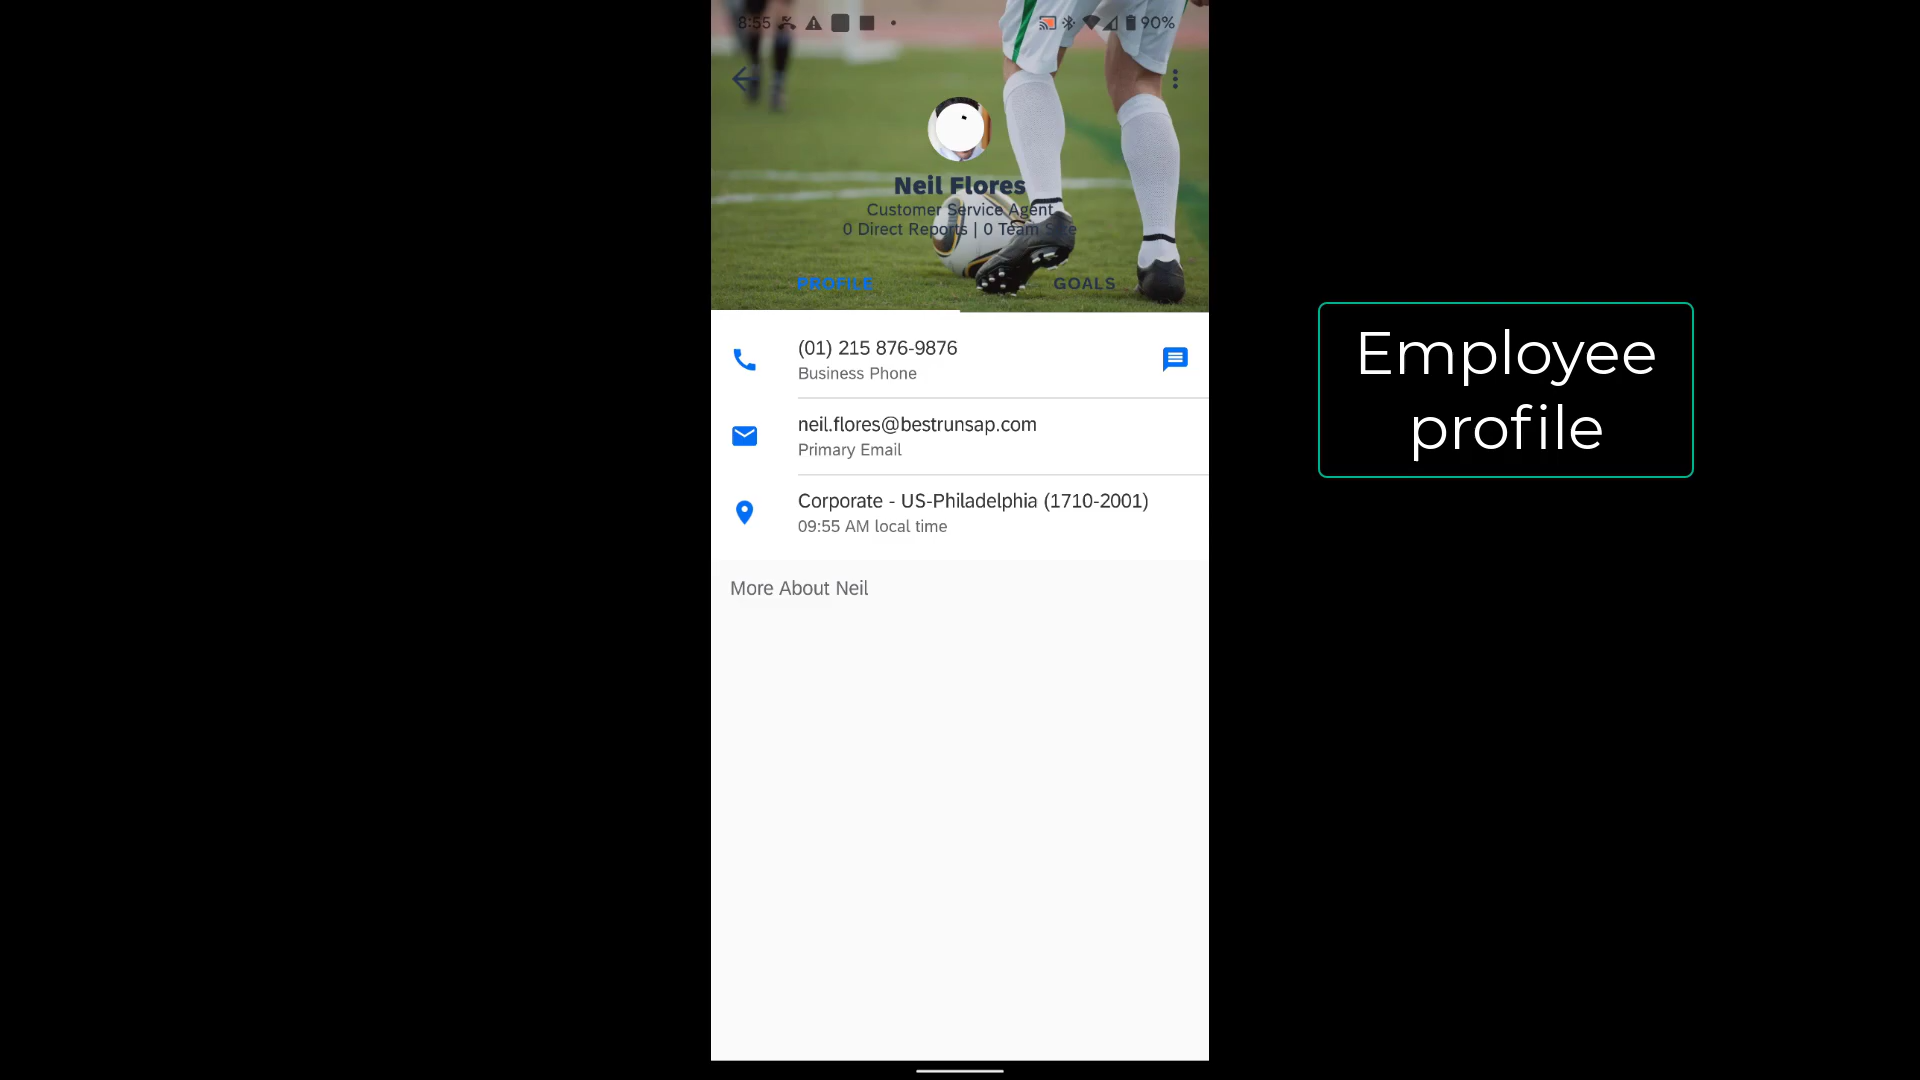 8:55
90%
Neil Flores
Customer Service Agent
0 Direct Reports | 0 Team Size
PROFILE
GOALS
(01) 215 876-9876
Business Phone
neil.flores@bestrunsap.com
Primary Email
Corporate - US-Philadelphia (1710-2001)
09:55 AM local time
More About Neil
Employee
profile